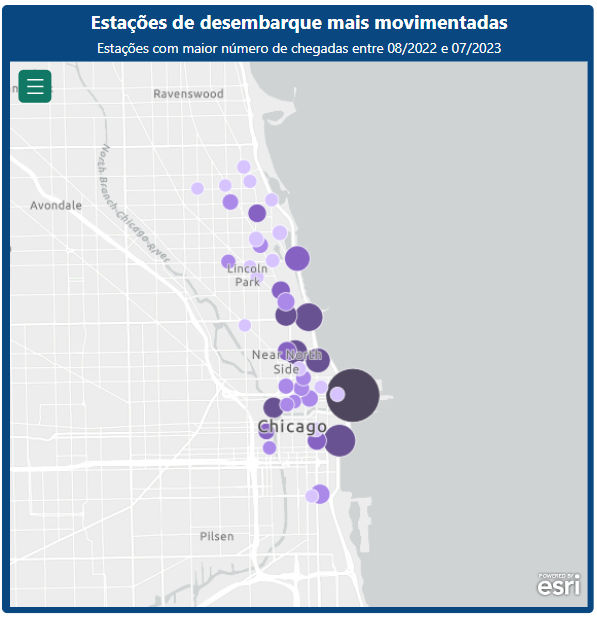 Estações de desembarque mais movimentadas
Estações com maior número de chegadas entre 08/2022 e 07/2023
Ravenswood
North Branch Chicago River
Avondale
Lincoln
Park
Near North
Side
Chicago
Pilsen
POWERED BY
esri